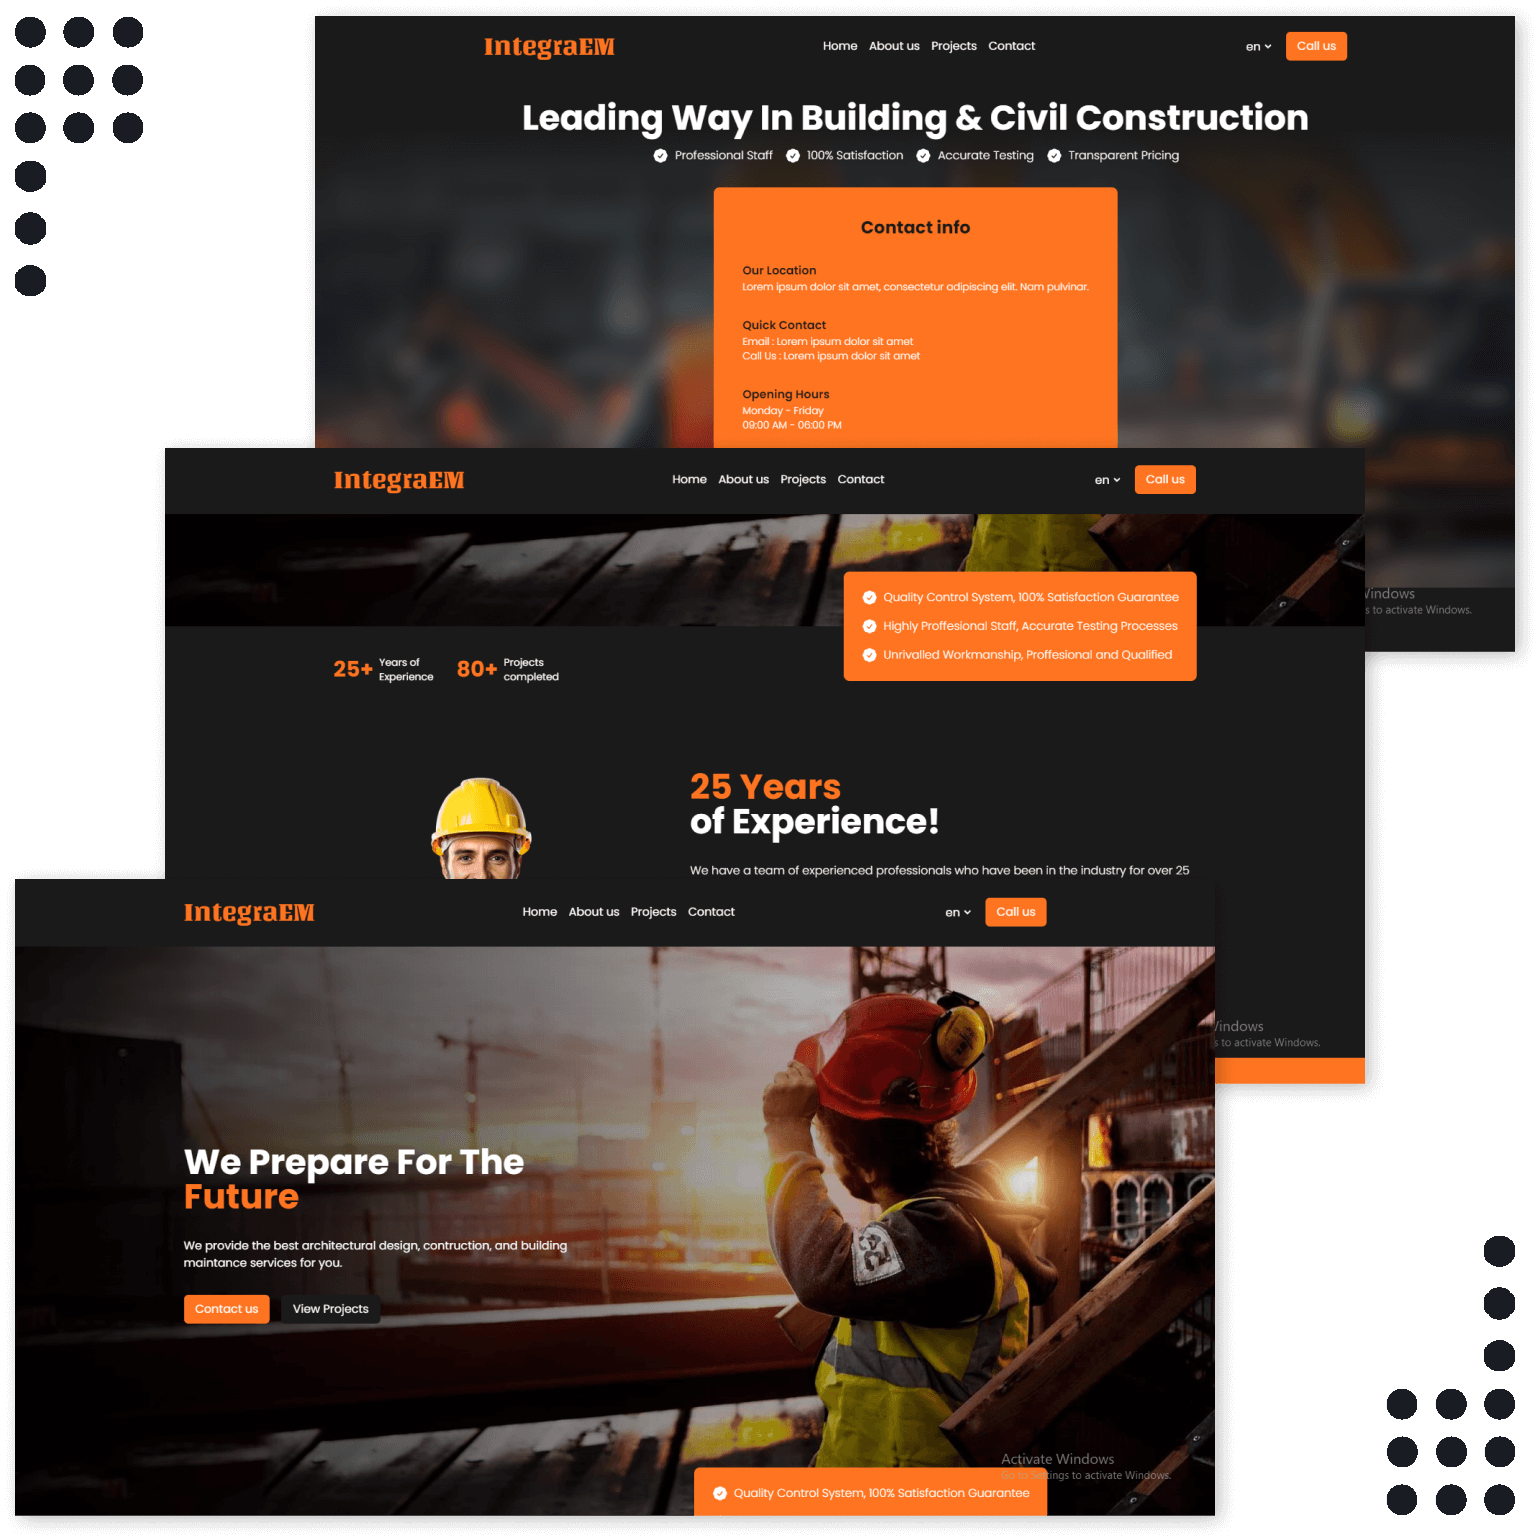 IntegraEM
Home About us Projects Contact
en
Call us
Leading Way In Building & Civil Construction
Professional Staff 100% Satisfaction Accurate Testing Transparent Pricing
Contact info
Our Location
Lorem ipsum dolor sit amet, consectetur adipiscing elit. Nam pulvinar.
Quick Contact
Email : Lorem ipsum dolor sit amet
Call Us : Lorem ipsum dolor sit amet
Opening Hours
Monday - Friday
09:00 AM - 06:00 PM
Windows
s to activate Windows.
IntegraEM
Home About us Projects Contact
en
Call us
Quality Control System, 100% Satisfaction Guarantee
Highly Proffesional Staff, Accurate Testing Processes
Unrivalled Workmanship, Proffesional and Qualified
25+ Years of
Experience
80+ Projects
completed
25 Years
of Experience!
We have a team of experienced professionals who have been in the industry for over 25
Windows
s to activate Windows.
IntegraEM
Home About us Projects Contact
en
Call us
We Prepare For The
Future
We provide the best architectural design, contruction, and building
maintance services for you.
Contact us
View Projects
Activate Windows
Go to Settings to activate Windows.
Quality Control System, 100% Satisfaction Guarantee